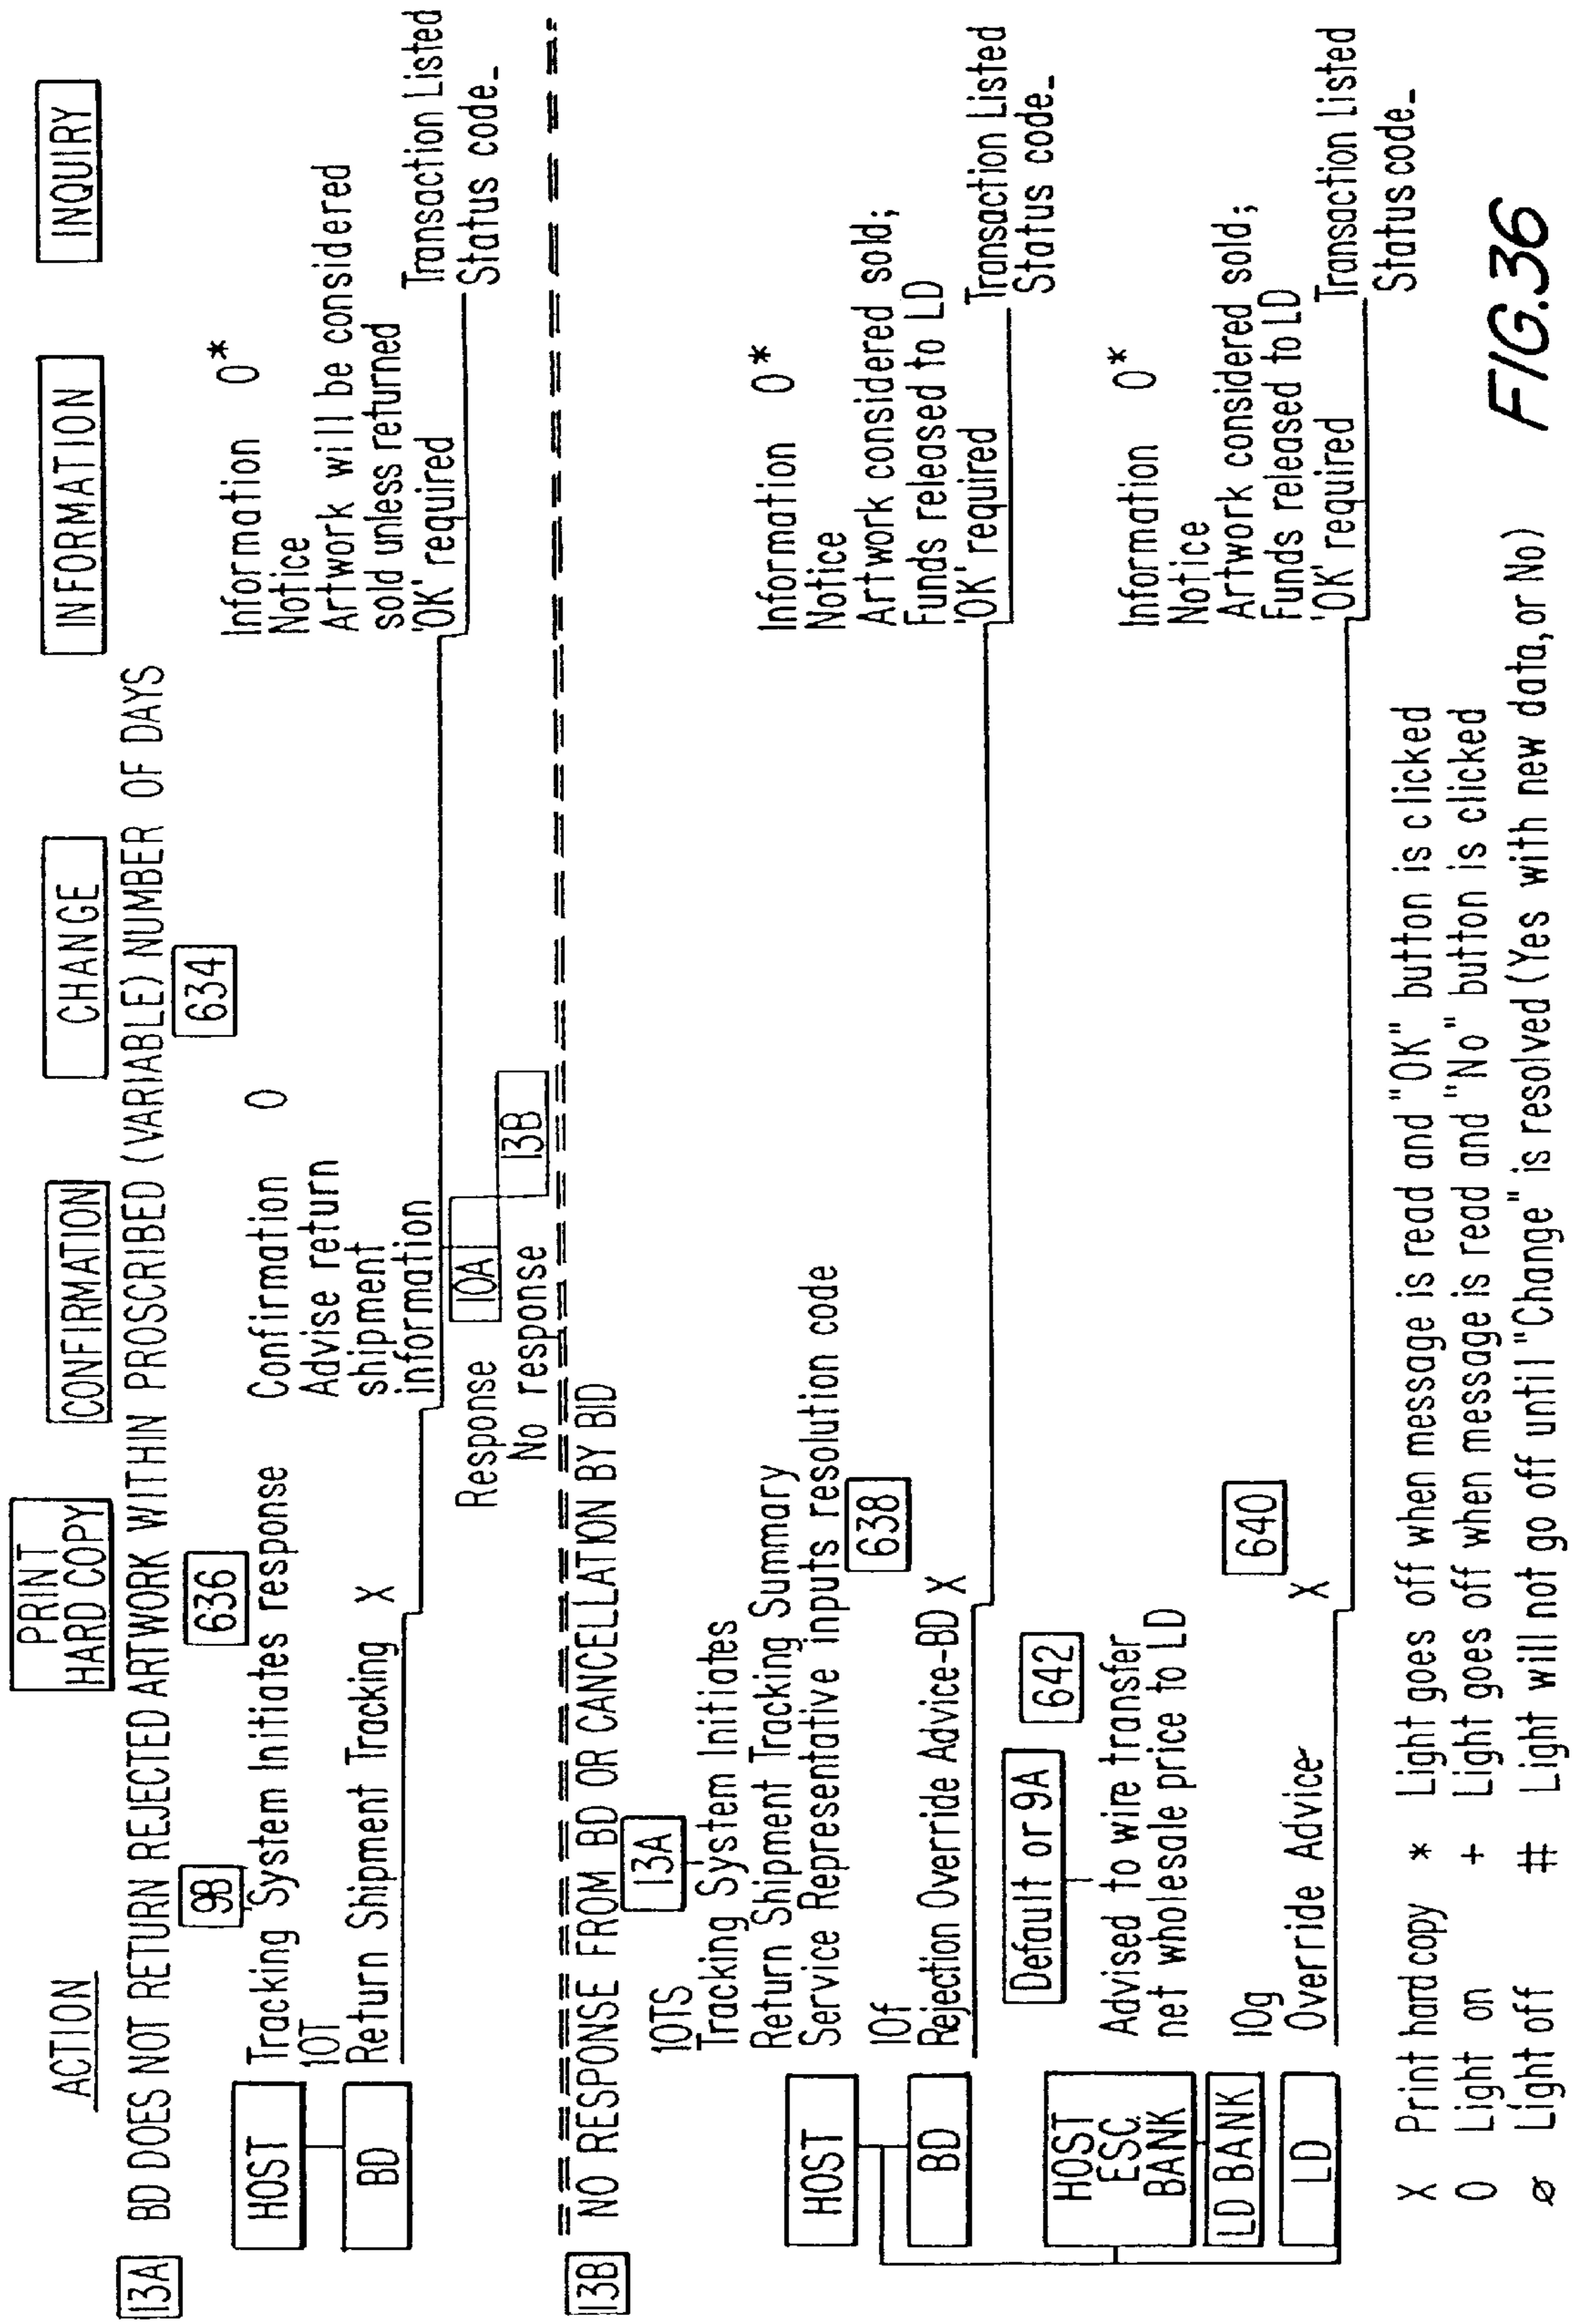 ACTION
PRINT
HARD COPY
CONFIRMATION
CHANGE
INFORMATION
INQUIRY
13A BD DOES NOT RETURN REJECTED ARTWORK WITHIN PROSCRIBED (VARIABLE) NUMBER OF DAYS
9B
636
634
HOST
Tracking System Initiates response
10T
BD
Return Shipment Tracking X
Confirmation O
Advise return
shipment
information
Information O*
Notice
Artwork will be considered
sold unless returned
'OK' required
Transaction Listed
Status code_
Response 10A
No response 13B
13B NO RESPONSE FROM BD OR CANCELLATION BY BID
13A
10TS
Tracking System Initiates
Return Shipment Tracking Summary
Service Representative inputs resolution code
HOST
638
10f
BD
Rejection Override Advice-BD X
Information O*
Notice
Artwork considered sold;
Funds released to LD
'OK' required
Transaction Listed
Status code_
Default or 9A
642
HOST
ESC.
BANK
Advised to wire transfer
net wholesale price to LD
LD BANK
640
10g
LD
Override Advice X
Information O*
Notice
Artwork considered sold;
Funds released to LD
'OK' required
Transaction Listed
Status code_
X Print hard copy * Light goes off when message is read and "OK" button is clicked
O Light on + Light goes off when message is read and "No" button is clicked
ø Light off # Light will not go off until "Change" is resolved (Yes with new data, or No)
FIG.36